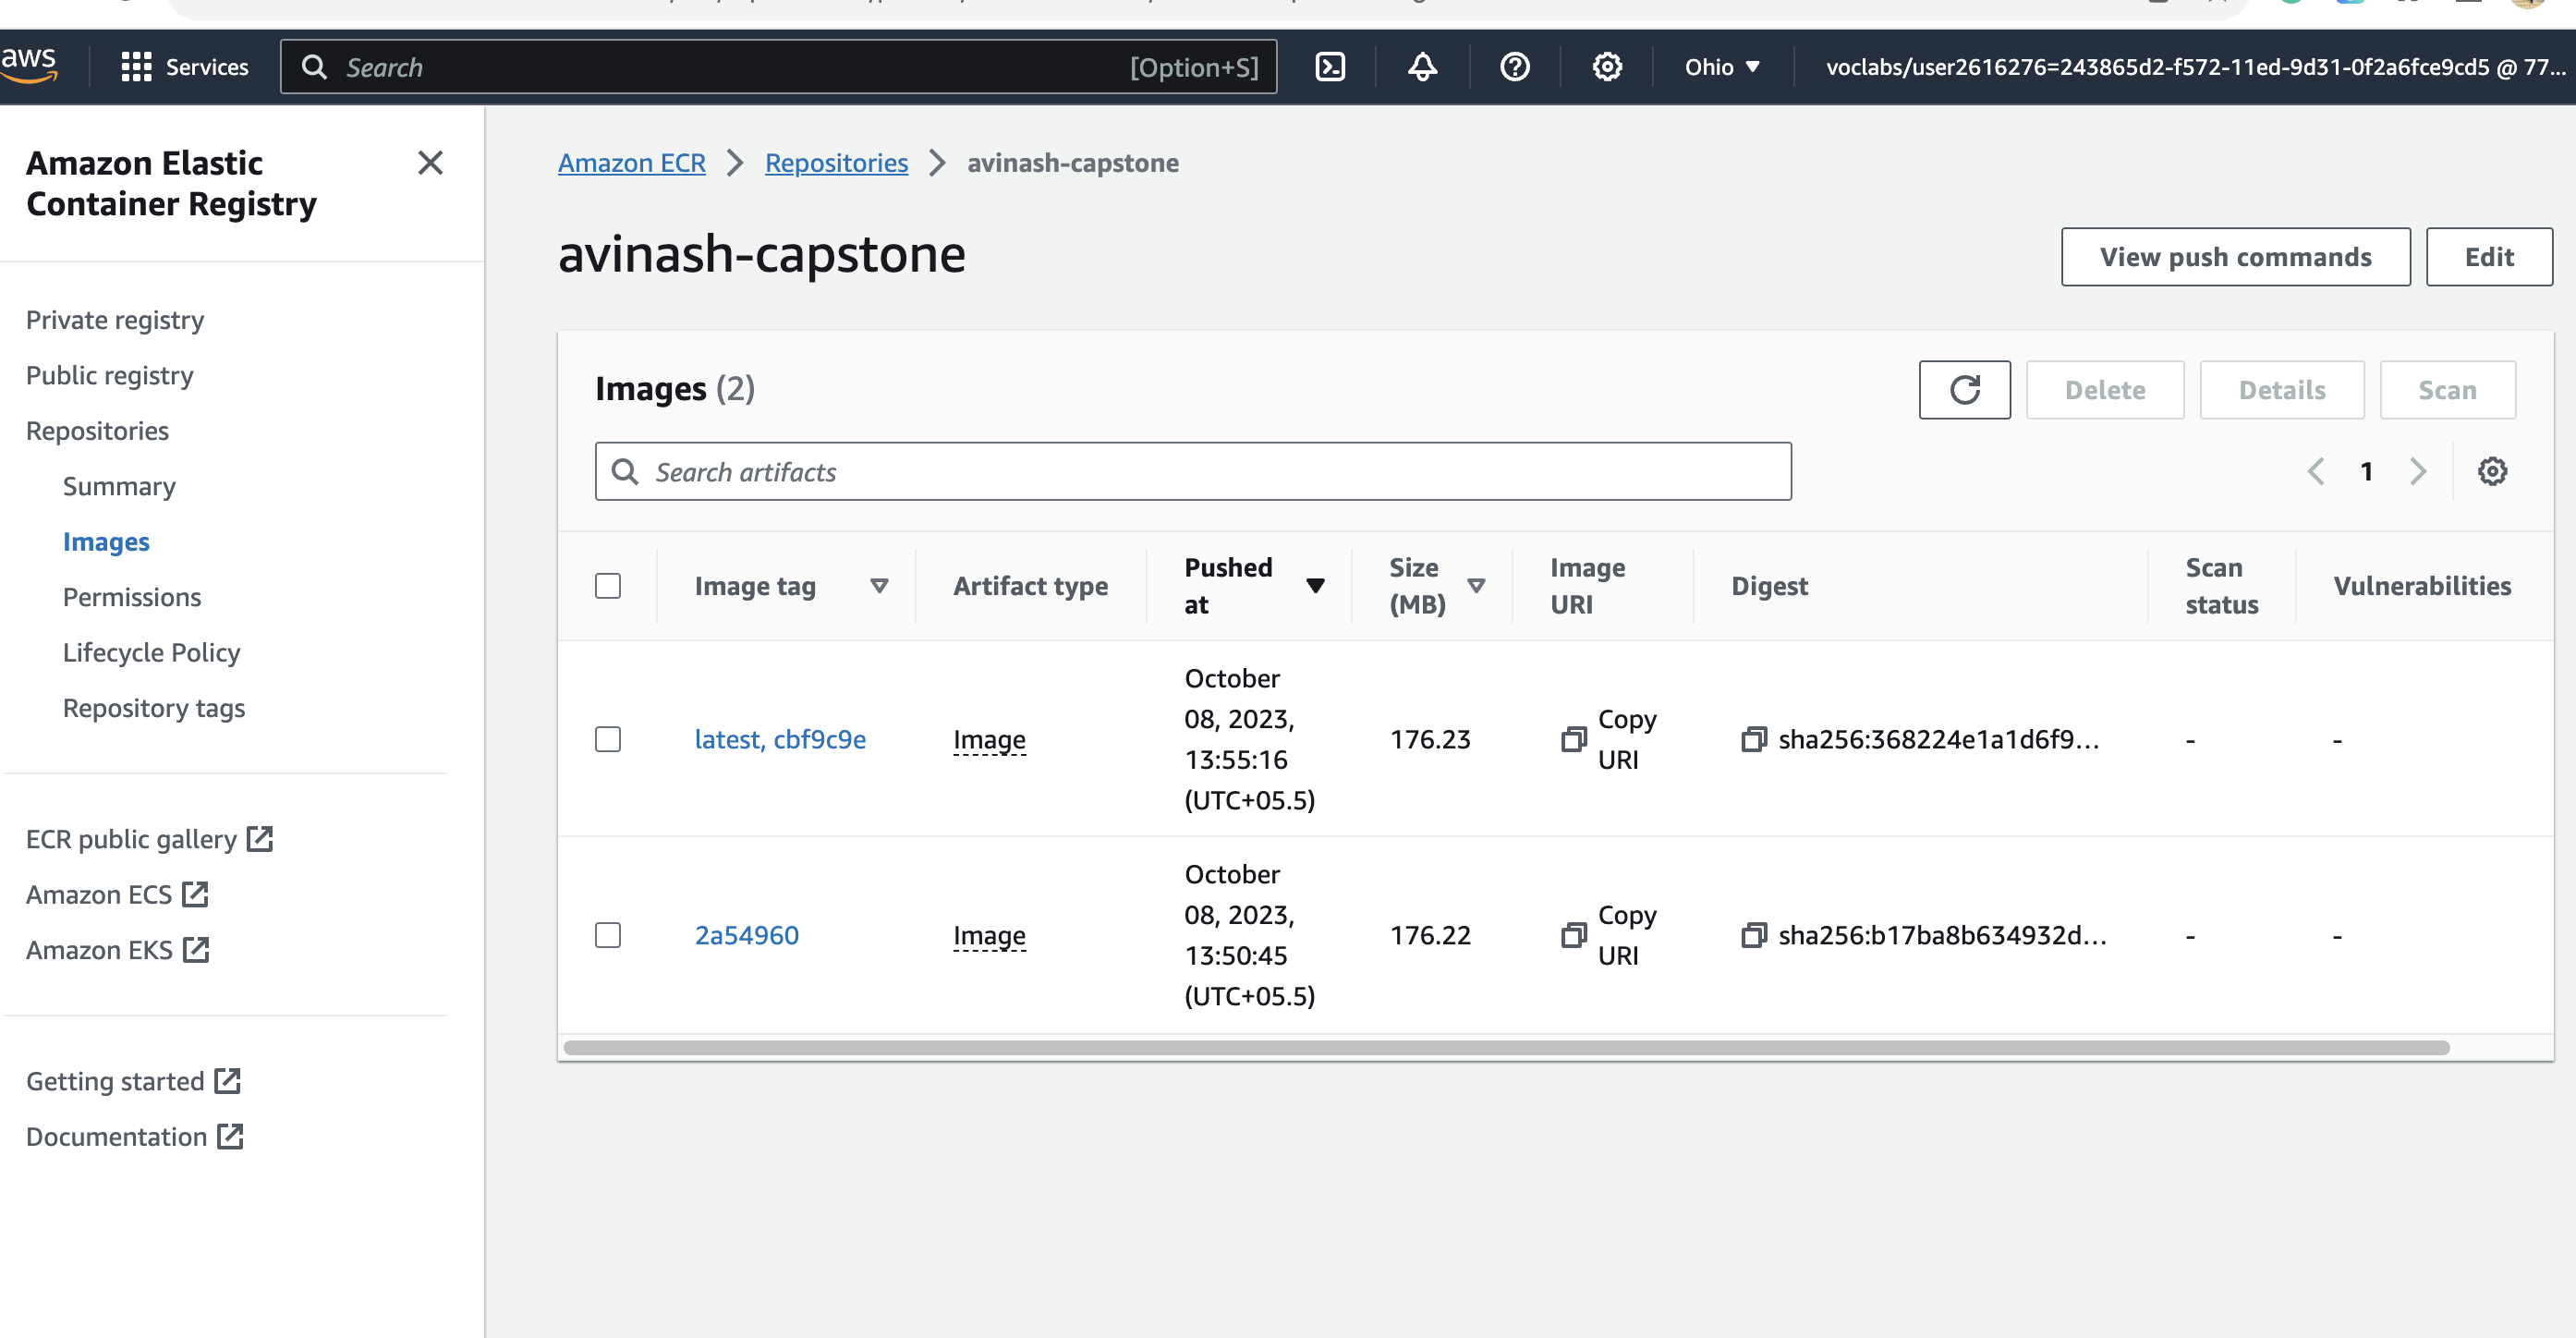 aws
Services
Search
[Option+S]
Ohio
voclabs/user2616276=243865d2-f572-11ed-9d31-0f2a6fce9cd5 @ 77...
Amazon Elastic
Container Registry
Private registry
Public registry
Repositories
Summary
Images
Permissions
Lifecycle Policy
Repository tags
ECR public gallery
Amazon ECS
Amazon EKS
Getting started
Documentation
Amazon ECR
Repositories
avinash-capstone
avinash-capstone
View push commands
Edit
Images (2)
Delete
Details
Scan
Search artifacts
1
Image tag
Artifact type
Pushed
at
Size
(MB)
Image
URI
Digest
Scan
status
Vulnerabilities
latest, cbf9c9e
Image
October
08, 2023,
13:55:16
(UTC+05.5)
176.23
Copy
URI
sha256:368224e1a1d6f9...
-
-
2a54960
Image
October
08, 2023,
13:50:45
(UTC+05.5)
176.22
Copy
URI
sha256:b17ba8b634932d...
-
-